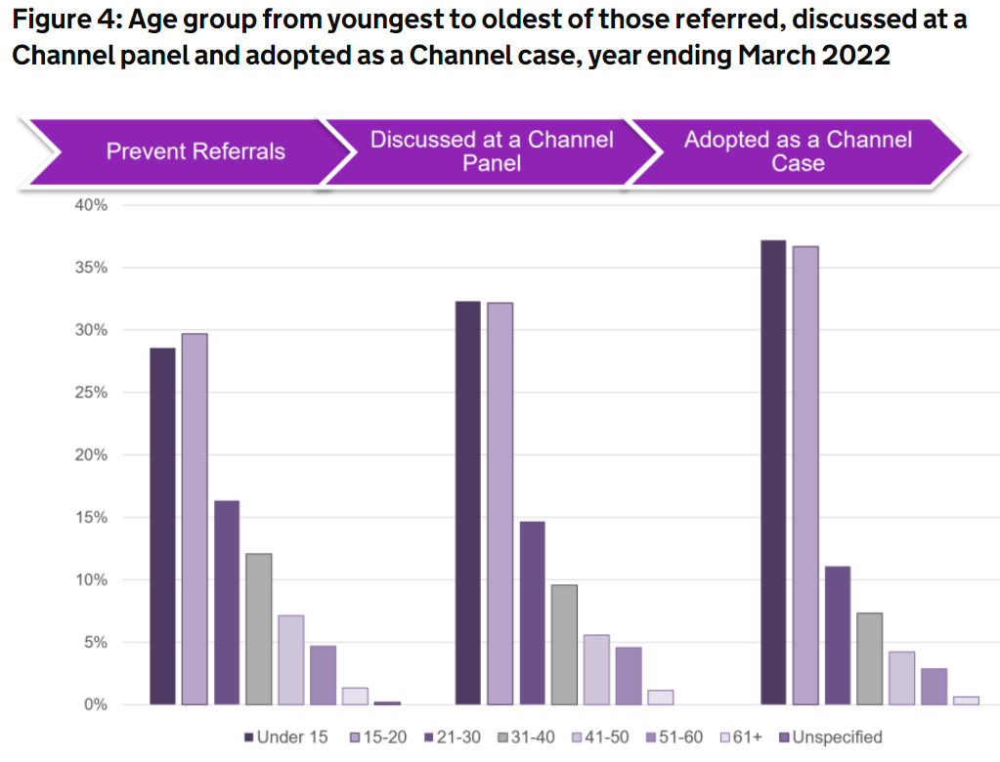 Figure 4: Age group from youngest to oldest of those referred, discussed at a
Channel panel and adopted as a Channel case, year ending March 2022
Prevent Referrals
Discussed at a Channel
Panel
Adopted as a Channel
Case
40%
35%
30%
25%
20%
15%
10%
5%
0%
Under 15 15-20 21-30 31-40 41-50 51-60 61+ Unspecified